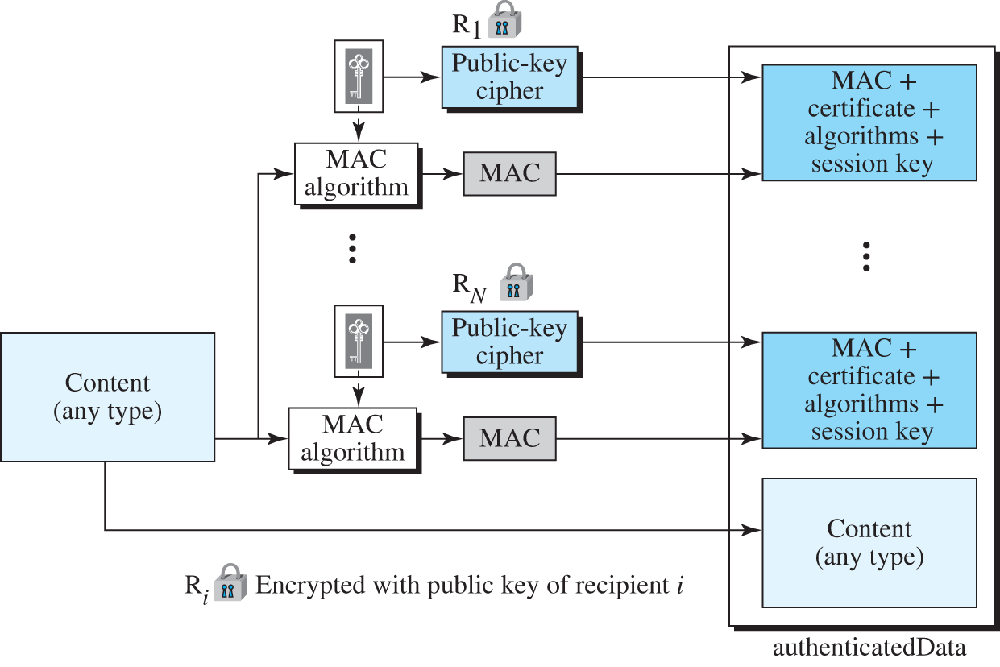 R1
Public-key
cipher
MAC +
certificate +
algorithms +
session key
MAC
algorithm
MAC
RN
Public-key
cipher
MAC +
certificate +
algorithms +
session key
Content
(any type)
MAC
algorithm
MAC
Content
(any type)
Ri Encrypted with public key of recipient i
authenticatedData